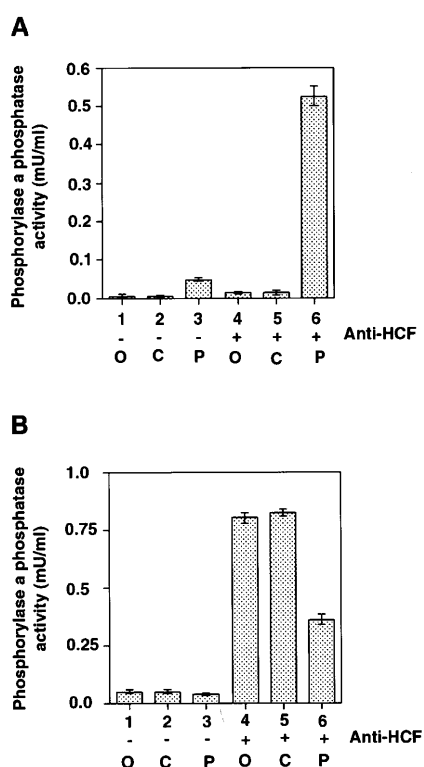 A
Phosphorylase a phosphatase
activity (mU/ml)
0.6
0.5
0.4
0.3
0.2
0.1
0.0
1 2 3 4 5 6
- - - + + + Anti-HCF
O C P O C P
B
Phosphorylase a phosphatase
activity (mU/ml)
1.0
0.75
0.5
0.25
0.0
1 2 3 4 5 6
- - - + + + Anti-HCF
O C P O C P